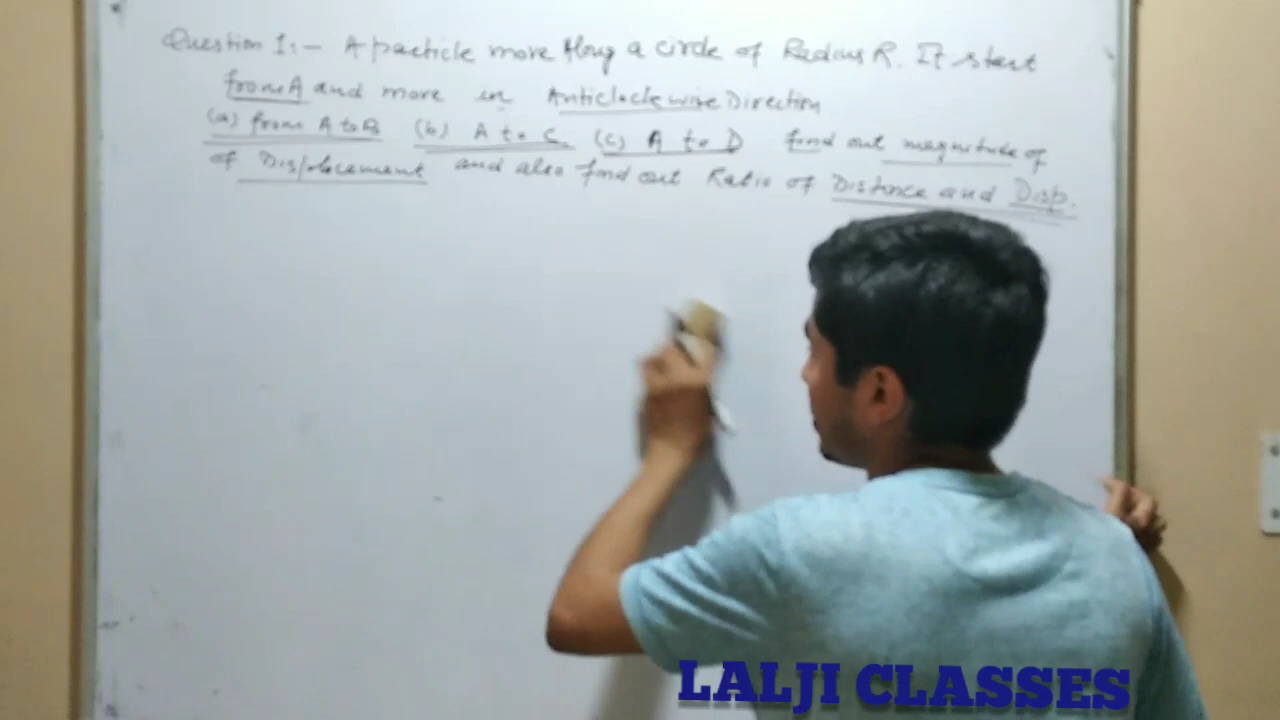 Question 1:- A particle move along a circle of Radius R. It start
from A and move in Anticlockwise Direction
(a) from A to B (b) A to C (c) A to D find out magnitude of
of Displacement and also find out Ratio of Distance and Disp.
LALJI CLASSES